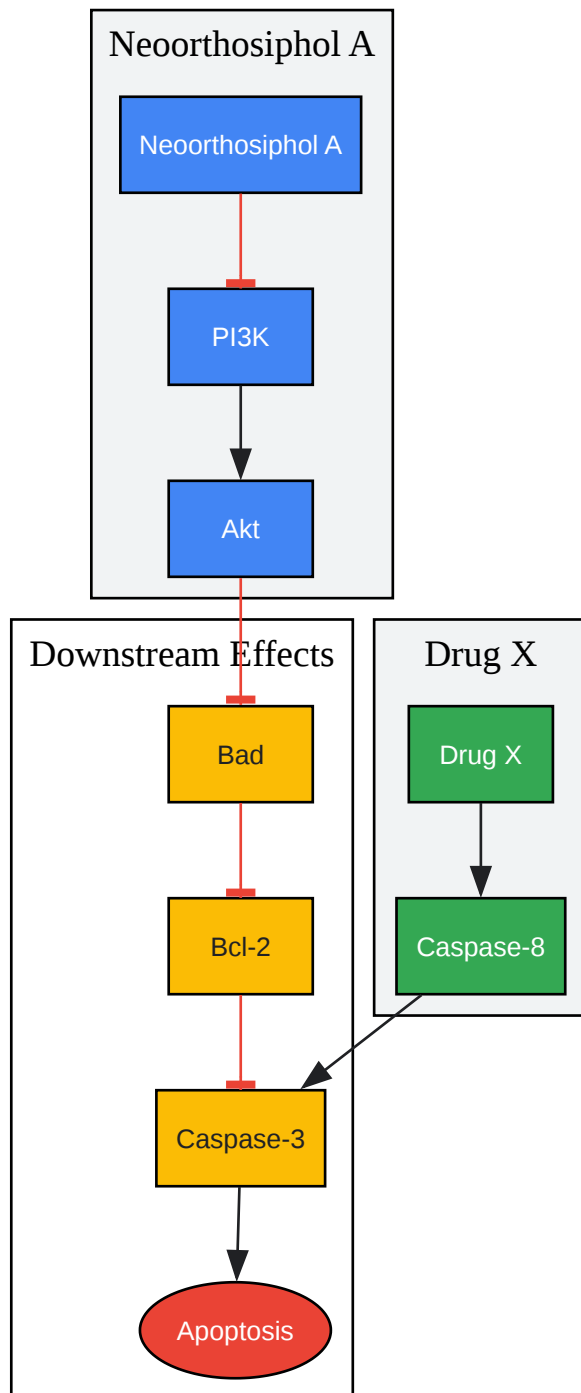 Neoorthosiphol A
Neoorthosiphol A
PI3K
Akt
Downstream Effects
Bad
Bcl-2
Caspase-3
Apoptosis
Drug X
Drug X
Caspase-8